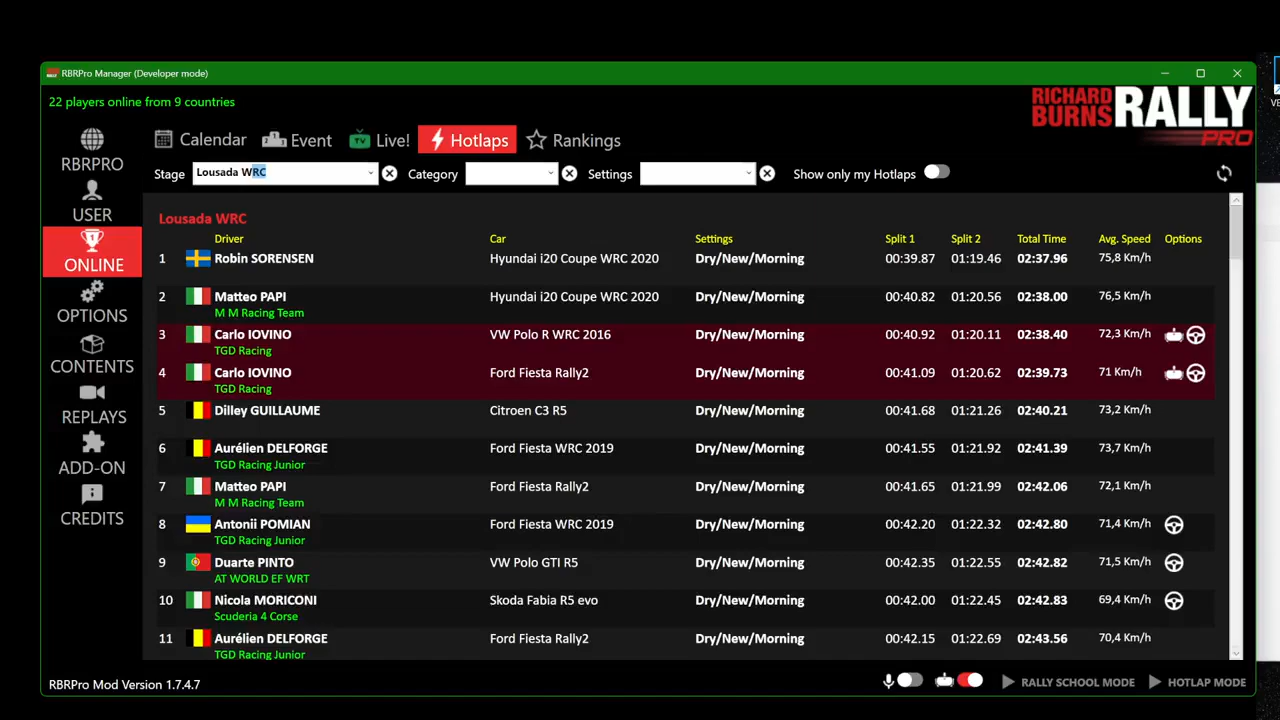 RBRPro Manager (Developer mode)
22 players online from 9 countries
RICHARD BURNS RALLY PRO
Calendar Event TV Live! Hotlaps Rankings
Stage Lousada WRC Category Settings Show only my Hotlaps
RBRPRO
USER
ONLINE
OPTIONS
CONTENTS
REPLAYS
ADD-ON
CREDITS
Lousada WRC
Driver Car Settings Split 1 Split 2 Total Time Avg. Speed Options
1 Robin SORENSEN Hyundai i20 Coupe WRC 2020 Dry/New/Morning 00:39.87 01:19.46 02:37.96 75,8 Km/h
2 Matteo PAPI Hyundai i20 Coupe WRC 2020 Dry/New/Morning 00:40.82 01:20.56 02:38.00 76,5 Km/h
M M Racing Team
3 Carlo IOVINO VW Polo R WRC 2016 Dry/New/Morning 00:40.92 01:20.11 02:38.40 72,3 Km/h
TGD Racing
4 Carlo IOVINO Ford Fiesta Rally2 Dry/New/Morning 00:41.09 01:20.62 02:39.73 71 Km/h
TGD Racing
5 Dilley GUILLAUME Citroen C3 R5 Dry/New/Morning 00:41.68 01:21.26 02:40.21 73,2 Km/h
6 Aurélien DELFORGE Ford Fiesta WRC 2019 Dry/New/Morning 00:41.55 01:21.92 02:41.39 73,7 Km/h
TGD Racing Junior
7 Matteo PAPI Ford Fiesta Rally2 Dry/New/Morning 00:41.65 01:21.99 02:42.06 72,1 Km/h
M M Racing Team
8 Antonii POMIAN Ford Fiesta WRC 2019 Dry/New/Morning 00:42.20 01:22.32 02:42.80 71,4 Km/h
TGD Racing Junior
9 Duarte PINTO VW Polo GTI R5 Dry/New/Morning 00:42.35 01:22.55 02:42.82 71,5 Km/h
AT WORLD EF WRT
10 Nicola MORICONI Skoda Fabia R5 evo Dry/New/Morning 00:42.00 01:22.45 02:42.83 69,4 Km/h
Scuderia 4 Corse
11 Aurélien DELFORGE Ford Fiesta Rally2 Dry/New/Morning 00:42.15 01:22.69 02:43.56 70,4 Km/h
TGD Racing Junior
RBRPro Mod Version 1.7.4.7
RALLY SCHOOL MODE HOTLAP MODE